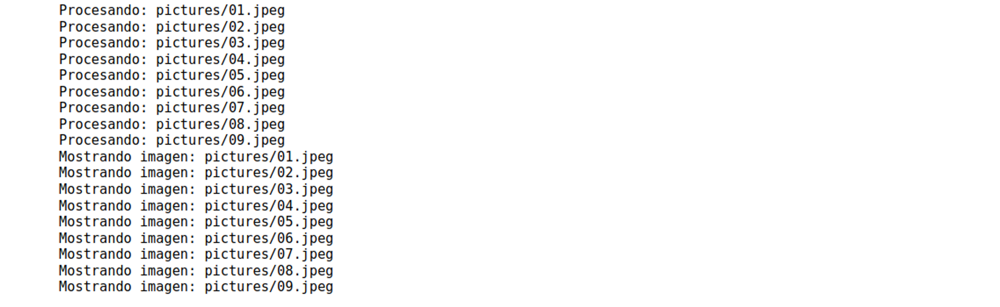 Procesando: pictures/01.jpeg
Procesando: pictures/02.jpeg
Procesando: pictures/03.jpeg
Procesando: pictures/04.jpeg
Procesando: pictures/05.jpeg
Procesando: pictures/06.jpeg
Procesando: pictures/07.jpeg
Procesando: pictures/08.jpeg
Procesando: pictures/09.jpeg
Mostrando imagen: pictures/01.jpeg
Mostrando imagen: pictures/02.jpeg
Mostrando imagen: pictures/03.jpeg
Mostrando imagen: pictures/04.jpeg
Mostrando imagen: pictures/05.jpeg
Mostrando imagen: pictures/06.jpeg
Mostrando imagen: pictures/07.jpeg
Mostrando imagen: pictures/08.jpeg
Mostrando imagen: pictures/09.jpeg